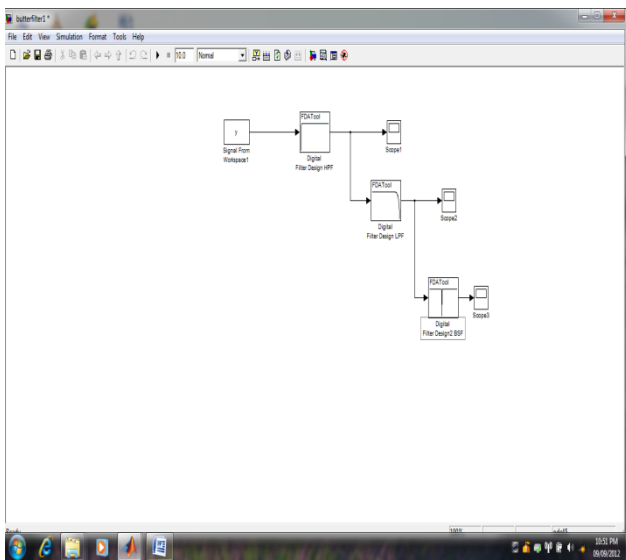 butterfilter1 *
File Edit View Simulation Format Tools Help
10.0 Normal
FDATool
y
Signal From
Workspace1
Digital
Filter Design HPF
Scope1
FDATool
Digital
Filter Design LPF
Scope2
FDATool
Digital
Filter Design2 BSF
Scope3
Ready
100%
ode45
10:51 PM
09/09/2012